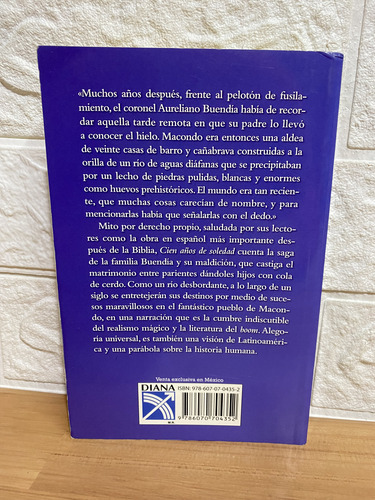 «Muchos años después, frente al pelotón de fusila-
miento, el coronel Aureliano Buendía había de recor-
dar aquella tarde remota en que su padre lo llevó
a conocer el hielo. Macondo era entonces una aldea
de veinte casas de barro y cañabrava construidas a la
orilla de un río de aguas diáfanas que se precipitaban
por un lecho de piedras pulidas, blancas y enormes
como huevos prehistóricos. El mundo era tan recien-
te, que muchas cosas carecían de nombre, y para
mencionarlas había que señalarlas con el dedo.»
Mito por derecho propio, saludada por sus lecto-
res como la obra en español más importante des-
pués de la Biblia, Cien años de soledad cuenta la saga
de la familia Buendía y su maldición, que castiga el
matrimonio entre parientes dándoles hijos con cola
de cerdo. Como un río desbordante, a lo largo de un
siglo se entretejerán sus destinos por medio de suce-
sos maravillosos en el fantástico pueblo de Macon-
do, en una narración que es la cumbre indiscutible
del realismo mágico y la literatura del boom. Alego-
ría universal, es también una visión de Latinoaméri-
ca y una parábola sobre la historia humana.
Venta exclusiva en México
DIANA
ISBN: 978-607-07-0435-2
9 786070 704352